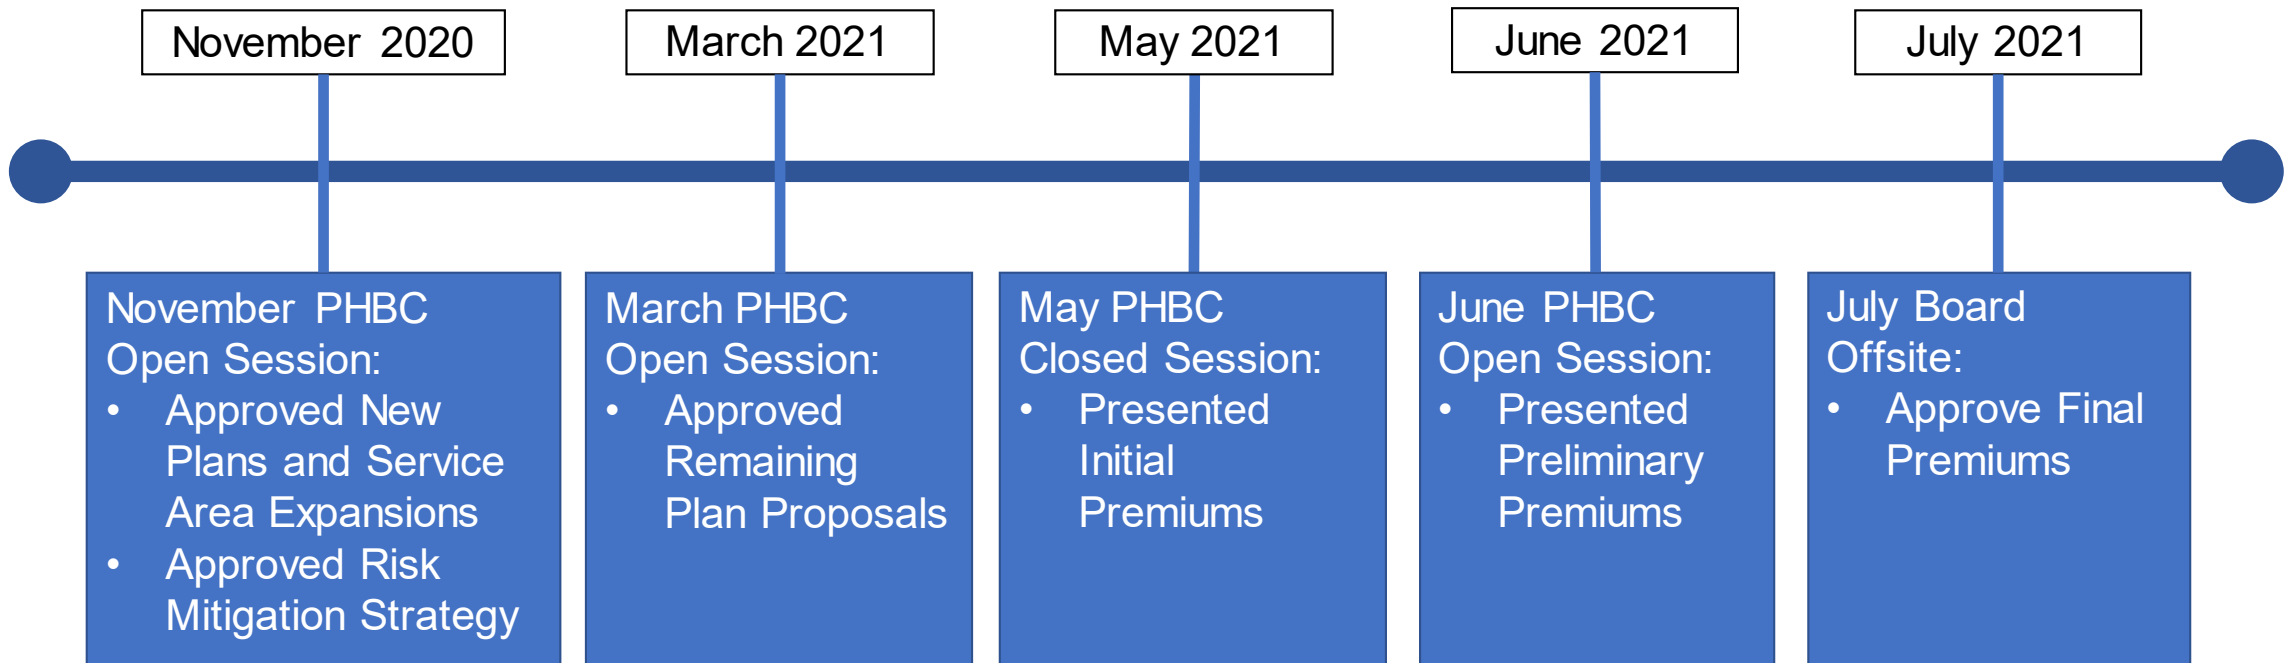 November 2020
March 2021
May 2021
June 2021
July 2021
November PHBC
Open Session:
• Approved New
Plans and Service
Area Expansions
• Approved Risk
Mitigation Strategy
March PHBC
Open Session:
• Approved
Remaining
Plan Proposals
May PHBC
Closed Session:
• Presented
Initial
Premiums
June PHBC
Open Session:
• Presented
Preliminary
Premiums
July Board
Offsite:
• Approve Final
Premiums